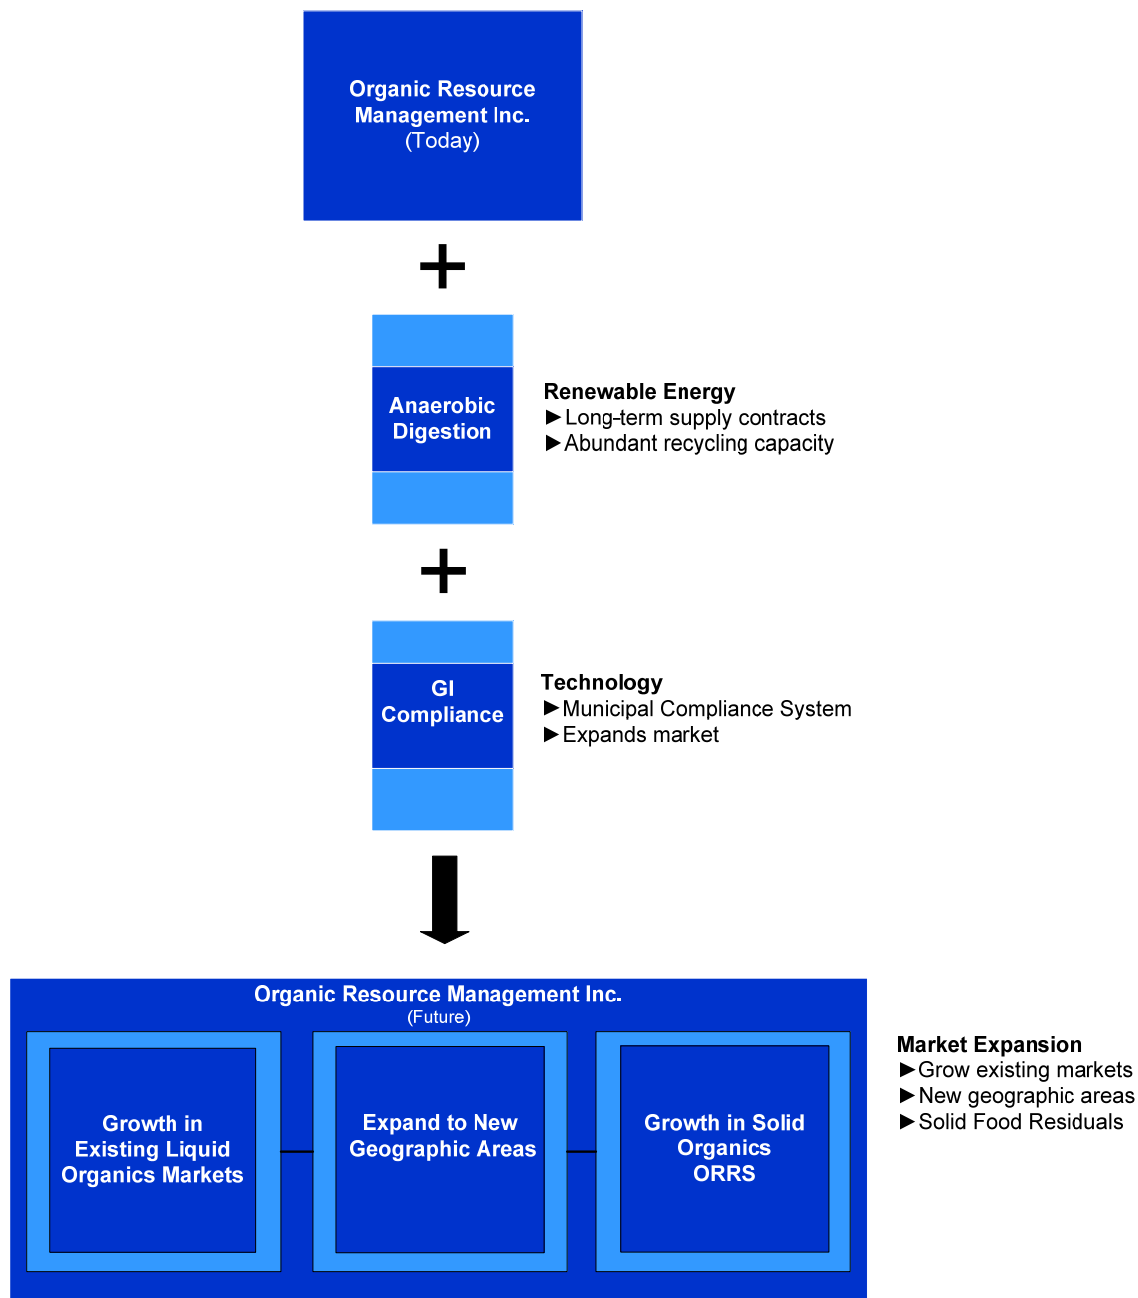 Organic Resource
Management Inc.
(Today)
+
Anaerobic
Digestion
Renewable Energy
►Long-term supply contracts
►Abundant recycling capacity
+
GI
Compliance
Technology
►Municipal Compliance System
►Expands market
Organic Resource Management Inc.
(Future)
Growth in
Existing Liquid
Organics Markets
Expand to New
Geographic Areas
Growth in Solid
Organics
ORRS
Market Expansion
►Grow existing markets
►New geographic areas
►Solid Food Residuals